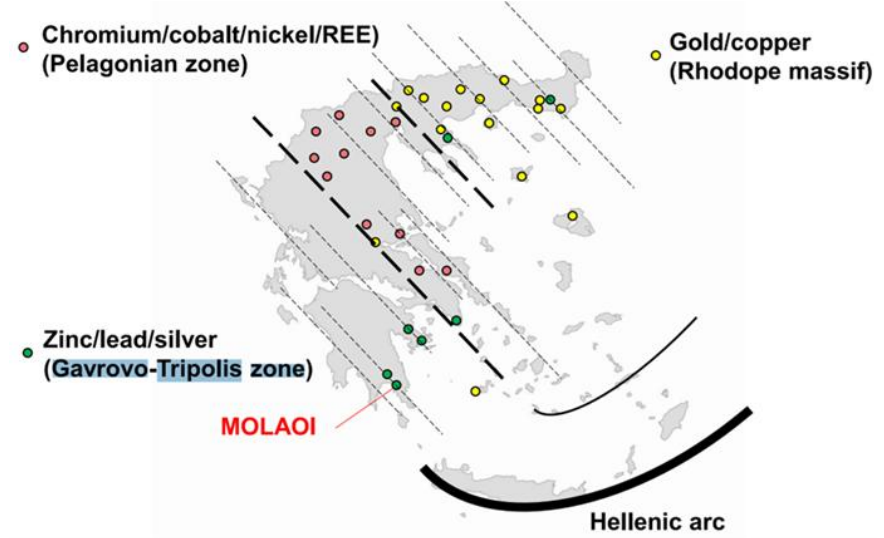 Chromium/cobalt/nickel/REE)
(Pelagonian zone)
Gold/copper
(Rhodope massif)
Zinc/lead/silver
(Gavrovo-Tripolis zone)
MOLAOI
Hellenic arc